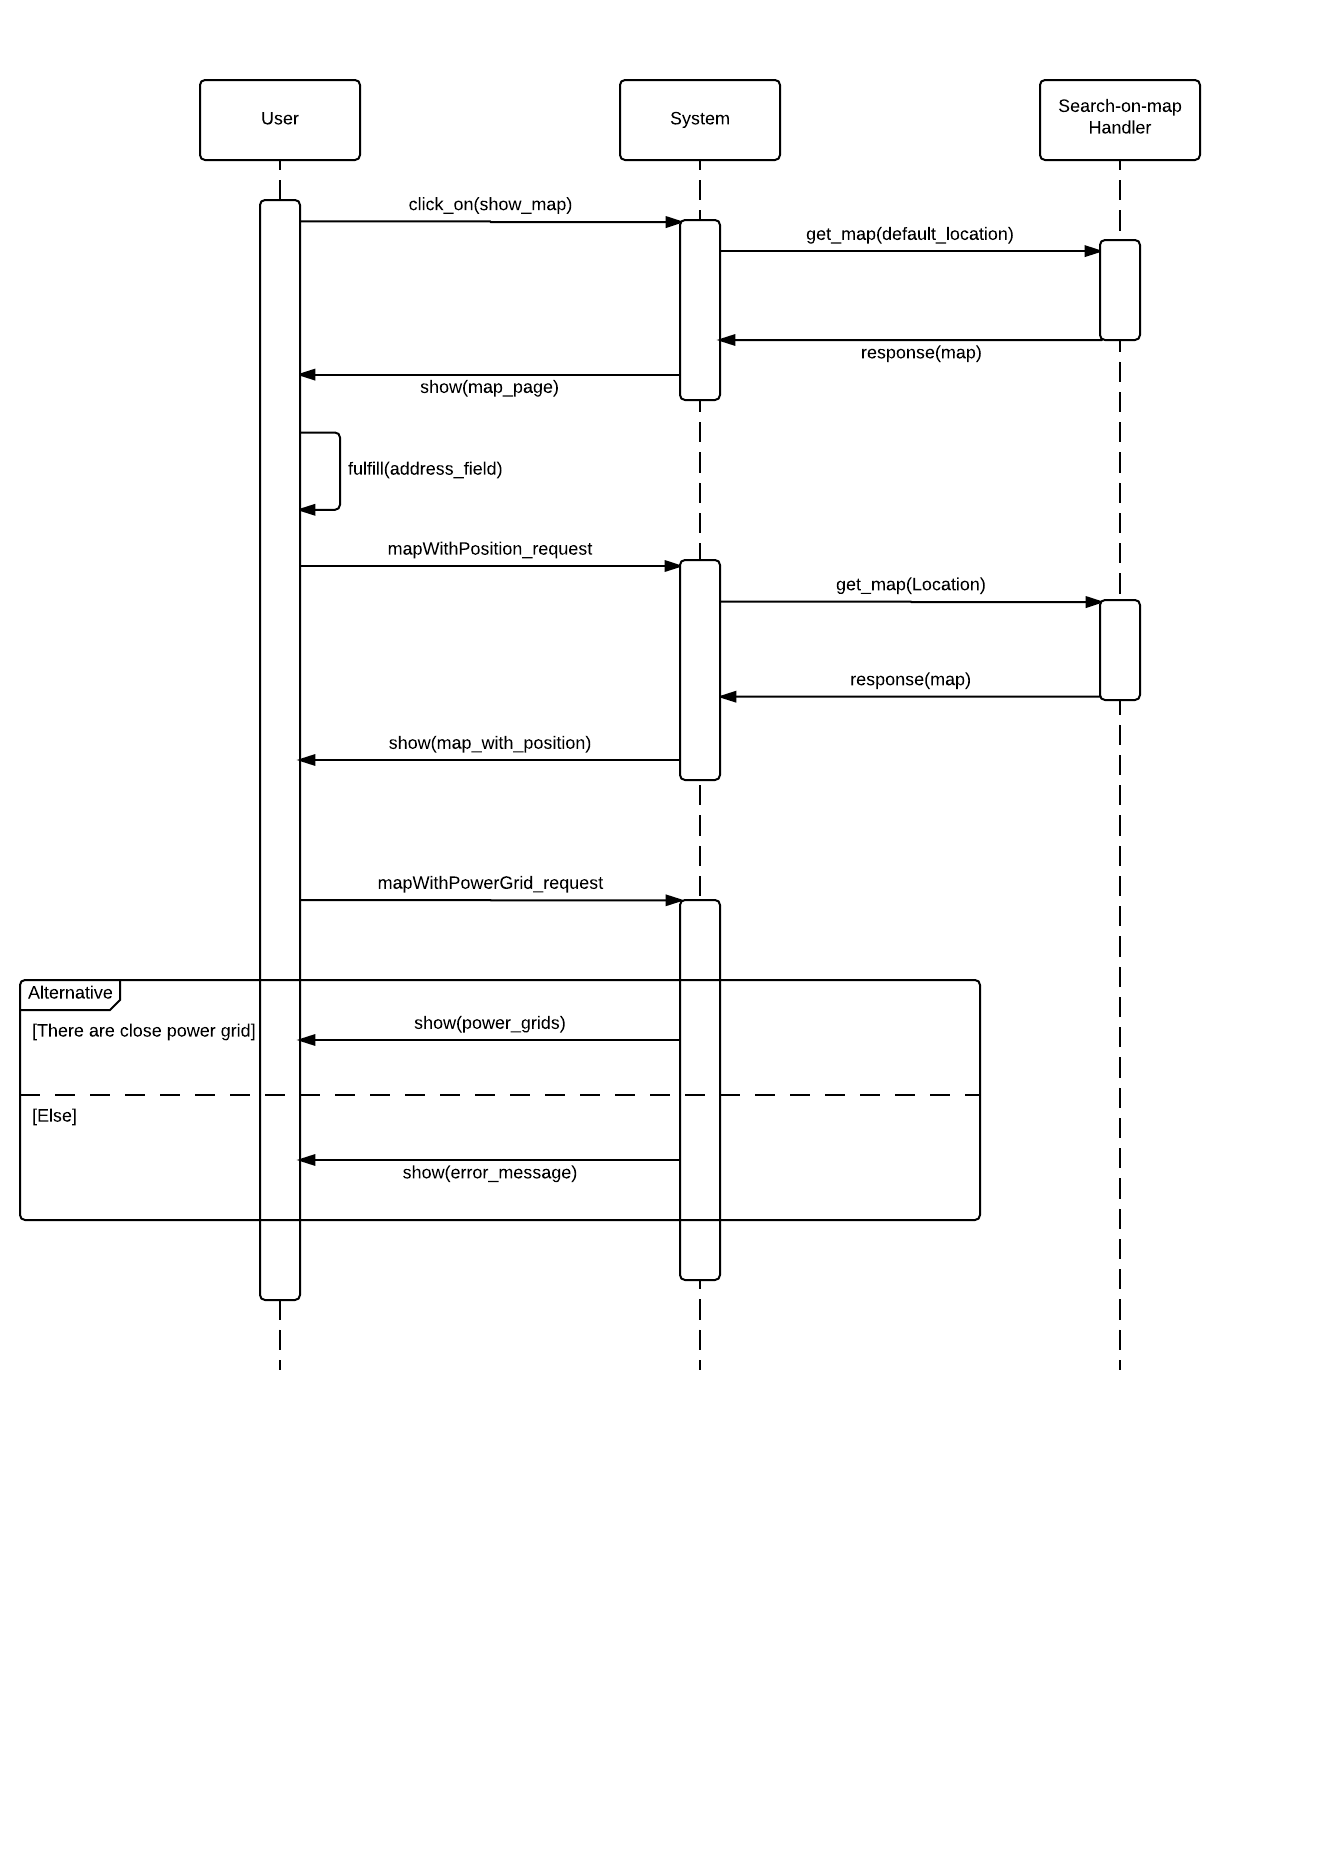 User
System
Search-on-map
Handler
click_on(show_map)
get_map(default_location)
response(map)
show(map_page)
fulfill(address_field)
mapWithPosition_request
get_map(Location)
response(map)
show(map_with_position)
mapWithPowerGrid_request
Alternative
[There are close power grid]
show(power_grids)
[Else]
show(error_message)